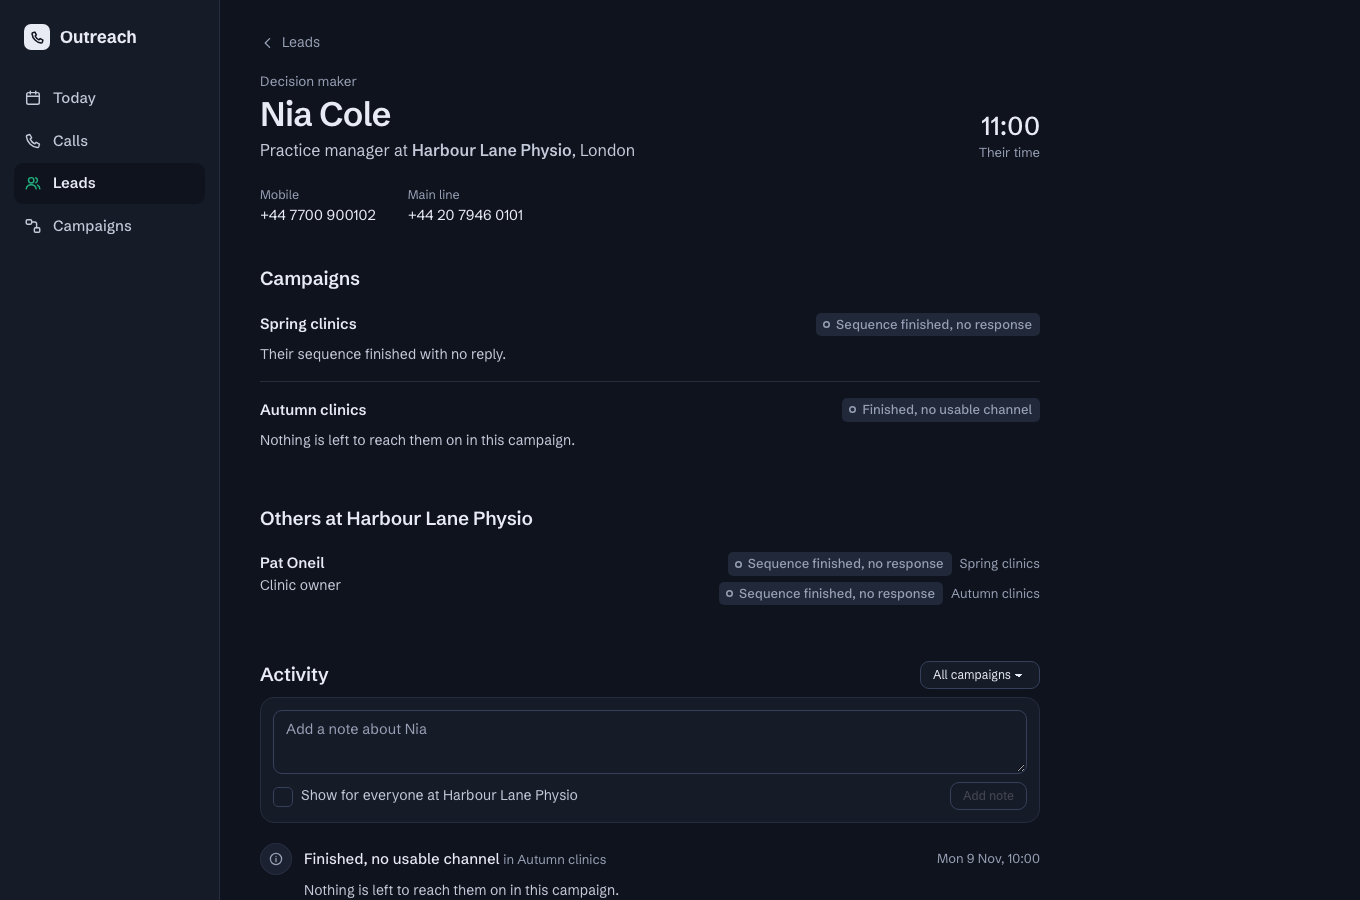 Outreach
Today
Calls
Leads
Campaigns
Leads
Decision maker
Nia Cole
Practice manager at Harbour Lane Physio, London
11:00
Their time
Mobile
+44 7700 900102
Main line
+44 20 7946 0101
Campaigns
Spring clinics
Sequence finished, no response
Their sequence finished with no reply.
Autumn clinics
Finished, no usable channel
Nothing is left to reach them on in this campaign.
Others at Harbour Lane Physio
Pat Oneil
Clinic owner
Sequence finished, no response Spring clinics
Sequence finished, no response Autumn clinics
Activity
All campaigns
Add a note about Nia
Show for everyone at Harbour Lane Physio
Add note
Finished, no usable channel in Autumn clinics
Mon 9 Nov, 10:00
Nothing is left to reach them on in this campaign.